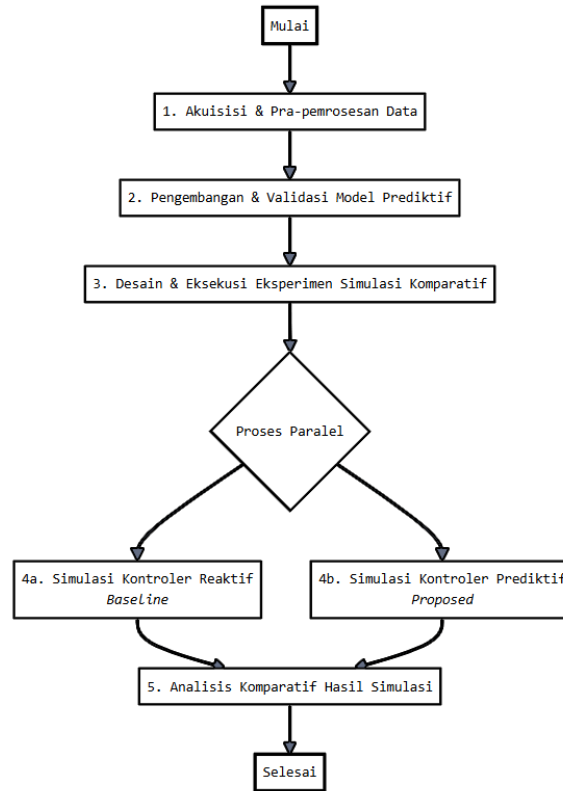 Mulai
1. Akuisisi & Pra-pemrosesan Data
2. Pengembangan & Validasi Model Prediktif
3. Desain & Eksekusi Eksperimen Simulasi Komparatif
Proses Paralel
4a. Simulasi Kontroler Reaktif
Baseline
4b. Simulasi Kontroler Prediktif
Proposed
5. Analisis Komparatif Hasil Simulasi
Selesai